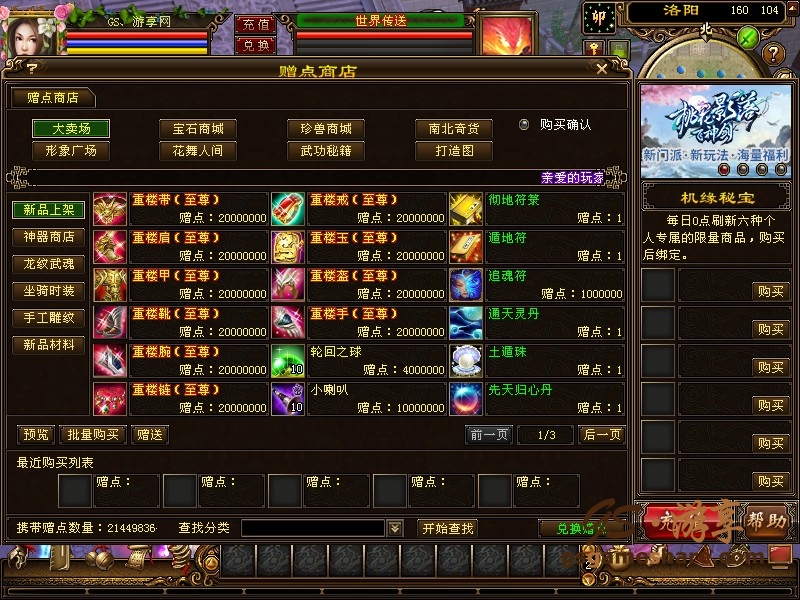 GS、游享网
充值
兑换
世界传送
卯
洛阳 160 104
北
?
赠点商店
赠点商店
大卖场 宝石商城 珍兽商城 南北奇货 购买确认
形象广场 花舞人间 武功秘籍 打造图
亲爱的玩家
新品上架
神器商店
龙纹武魂
坐骑时装
手工雕纹
新品材料
重楼带（至尊） 重楼戒（至尊） 彻地符箓
赠点：20000000 赠点：20000000 赠点：1
重楼肩（至尊） 重楼玉（至尊） 遁地符
赠点：20000000 赠点：20000000 赠点：1
重楼甲（至尊） 重楼盔（至尊） 追魂符
赠点：20000000 赠点：20000000 赠点：1000000
重楼靴（至尊） 重楼手（至尊） 通天灵丹
赠点：20000000 赠点：20000000 赠点：1
重楼腕（至尊） 轮回之球 土遁珠
赠点：20000000 10 赠点：4000000 赠点：1
重楼链（至尊） 小喇叭 先天归心丹
赠点：20000000 10 赠点：10000000 赠点：1
预览 批量购买 赠送 前一页 1/3 后一页
最近购买列表
赠点： 赠点： 赠点： 赠点： 赠点：
携带赠点数量：21449836 查找分类 开始查找 兑换赠点
新门派·新玩法·海量福利
机缘秘宝
每日0点刷新六种个
人专属的限量商品，购买
后绑定。
购买
购买
购买
购买
购买
购买
帮助